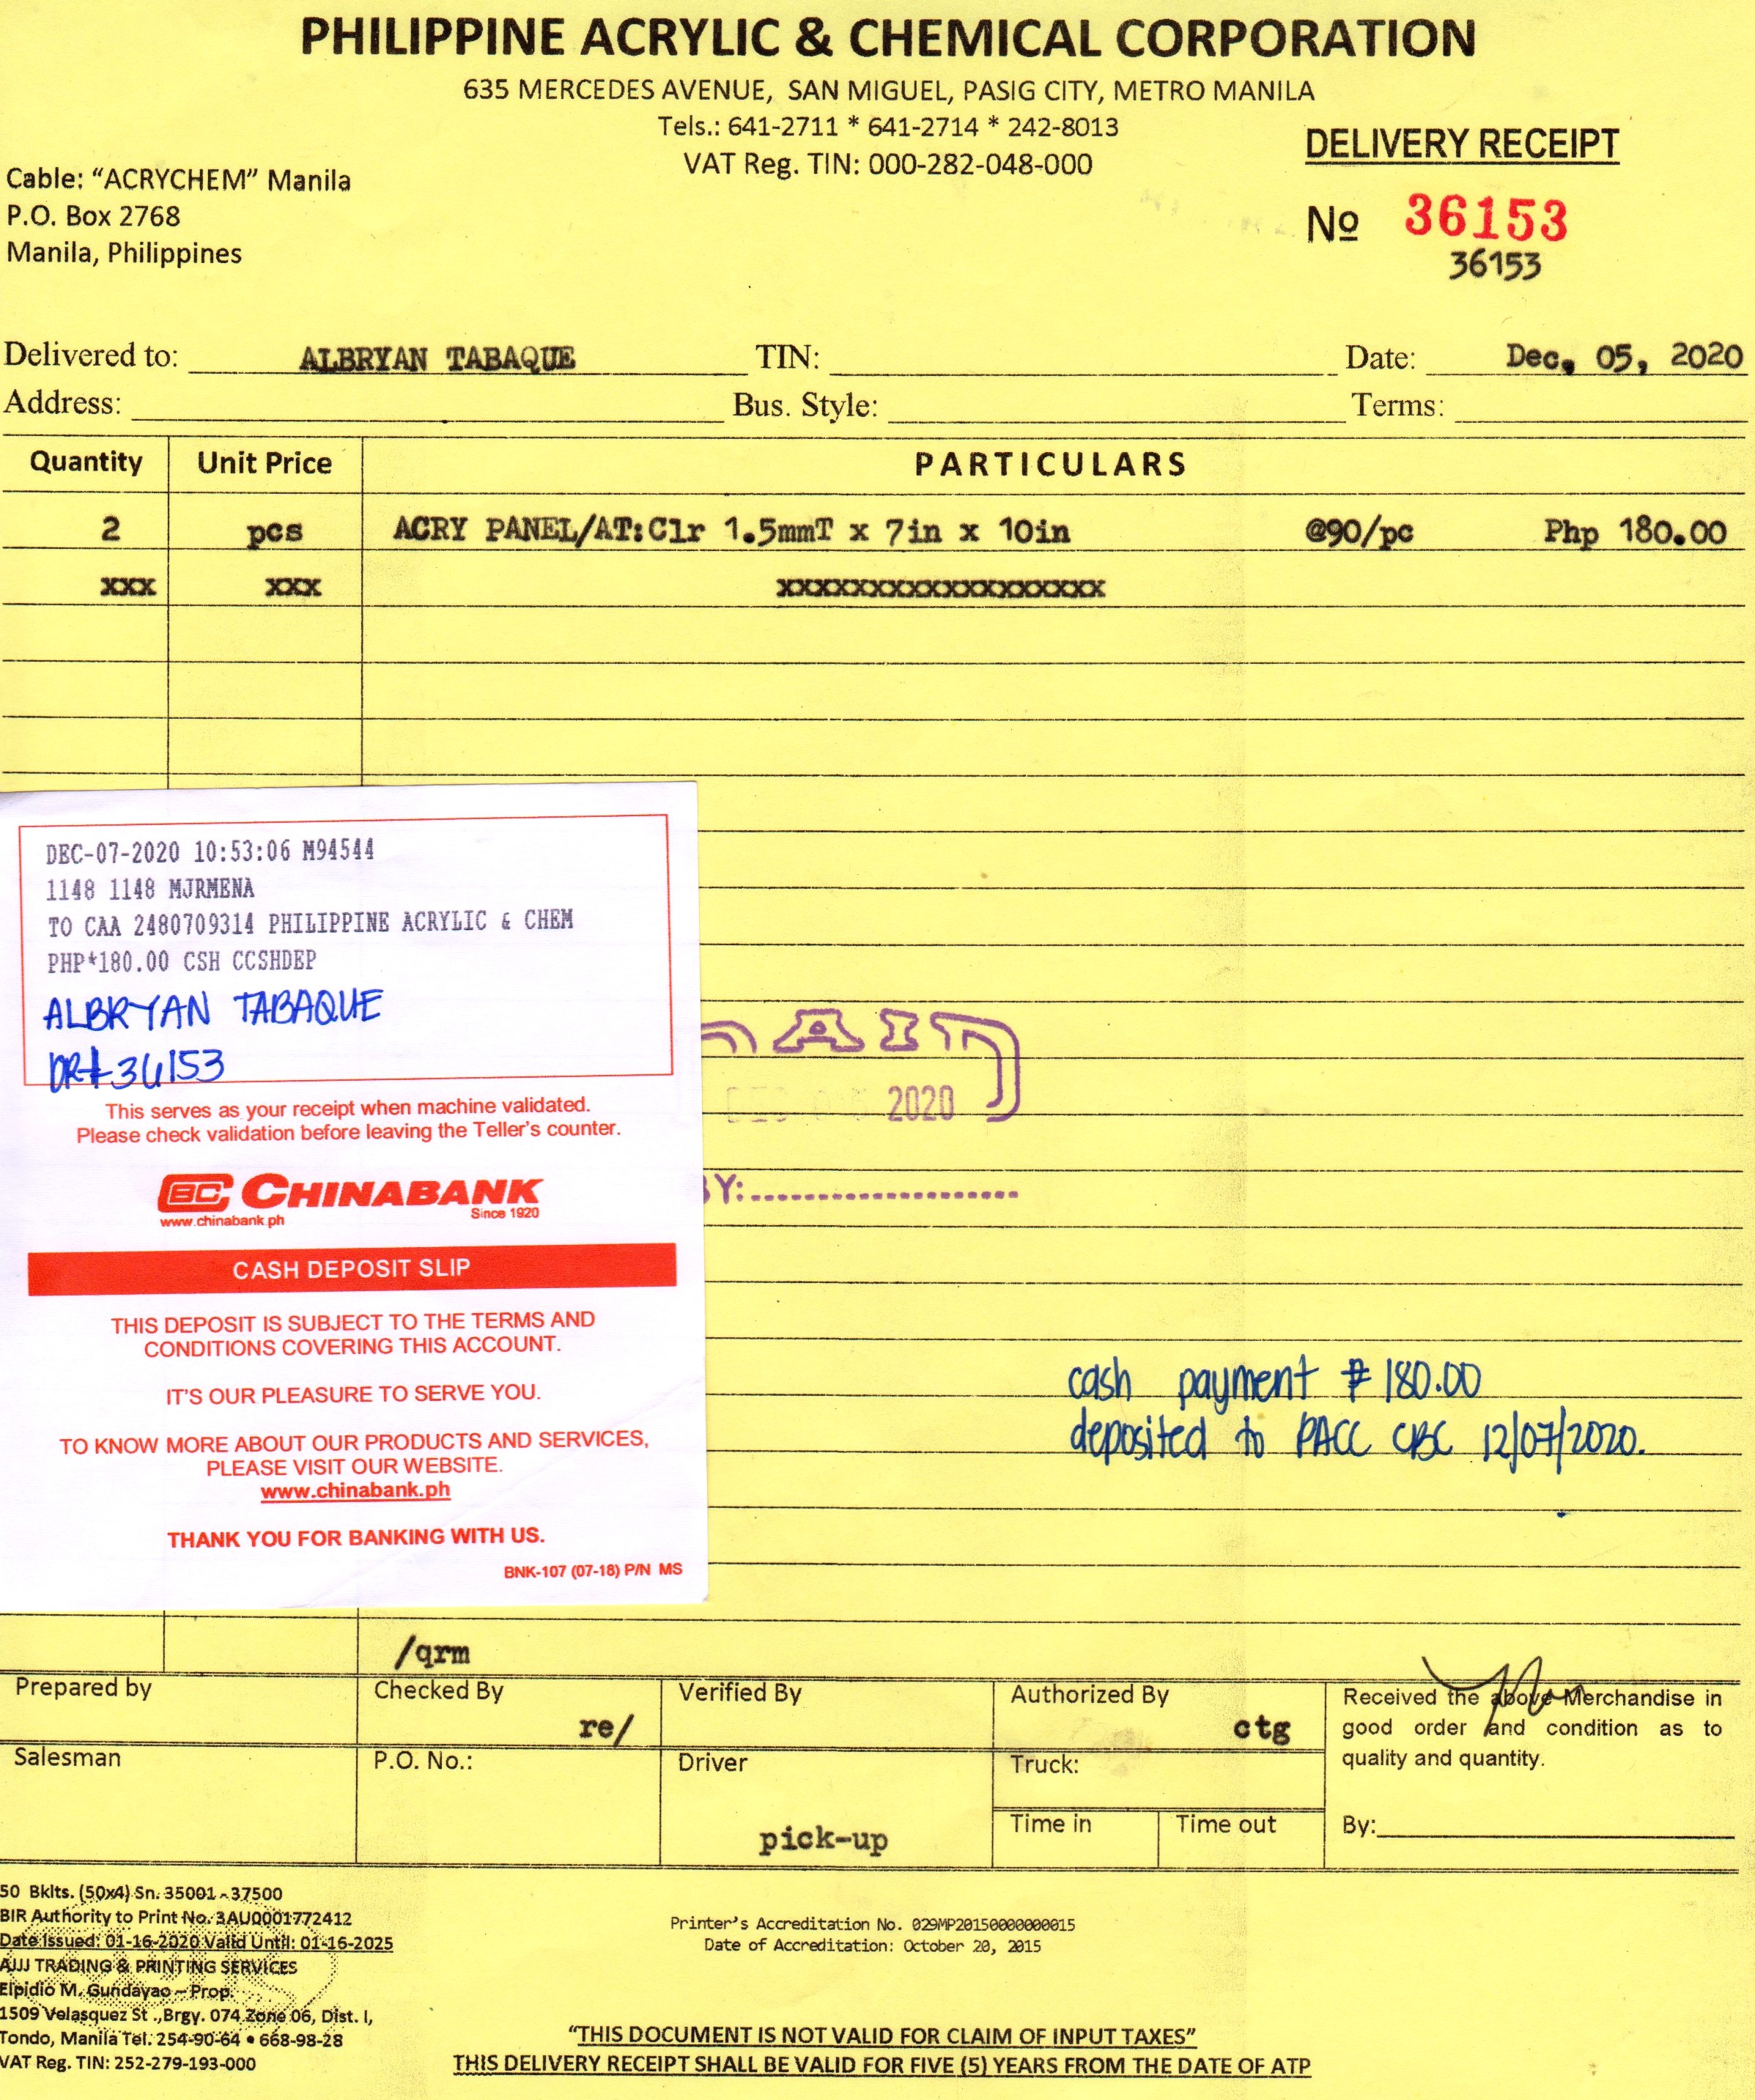 PHILIPPINE ACRYLIC & CHEMICAL CORPORATION
635 MERCEDES AVENUE, SAN MIGUEL, PASIG CITY, METRO MANILA
Tels.: 641-2711 * 641-2714 * 242-8013
VAT Reg. TIN: 000-282-048-000
DELIVERY RECEIPT
Cable: "ACRYCHEM" Manila
P.O. Box 2768
Manila, Philippines
№ 36153
36153
Delivered to: ALBRYAN TABAQUE TIN: Date: Dec. 05, 2020
Address: Bus. Style: Terms:
Quantity Unit Price PARTICULARS
2 pcs ACRY PANEL/AT:Clr 1.5mmT x 7in x 10in @90/pc Php 180.00
xxx xxx xxxxxxxxxxxxxxxxxx
DEC-07-2020 10:53:06 M94544
1148 1148 MJRMENA
TO CAA 2480709314 PHILIPPINE ACRYLIC & CHEM
PHP*180.00 CSH CCSHDEP
ALBRYAN TABAQUE
DR# 36153
This serves as your receipt when machine validated.
Please check validation before leaving the Teller's counter.
CBC CHINABANK
www.chinabank.ph Since 1920
CASH DEPOSIT SLIP
THIS DEPOSIT IS SUBJECT TO THE TERMS AND
CONDITIONS COVERING THIS ACCOUNT.
IT'S OUR PLEASURE TO SERVE YOU.
TO KNOW MORE ABOUT OUR PRODUCTS AND SERVICES,
PLEASE VISIT OUR WEBSITE.
www.chinabank.ph
THANK YOU FOR BANKING WITH US.
BNK-107 (07-18) P/N MS
PAID
2020
BY:
cash payment ₱180.00
deposited to PACC CBC 12/07/2020.
/qrm
Prepared by Checked By re/ Verified By Authorized By ctg
Received the above Merchandise in
good order and condition as to
quality and quantity.
Salesman P.O. No.: Driver pick-up Truck:
Time in Time out By:
50 Bklts. (50x4) Sn. 35001 - 37500
BIR Authority to Print No. 3AU0001772412
Date Issued: 01-16-2020 Valid Until: 01-16-2025
AJJJ TRADING & PRINTING SERVICES
Elpidio M. Gundayao – Prop.
1509 Velasquez St .,Brgy. 074 Zone 06, Dist. I,
Tondo, Manila Tel. 254-90-64 • 668-98-28
VAT Reg. TIN: 252-279-193-000
Printer's Accreditation No. 029MP20150000000015
Date of Accreditation: October 20, 2015
"THIS DOCUMENT IS NOT VALID FOR CLAIM OF INPUT TAXES"
THIS DELIVERY RECEIPT SHALL BE VALID FOR FIVE (5) YEARS FROM THE DATE OF ATP